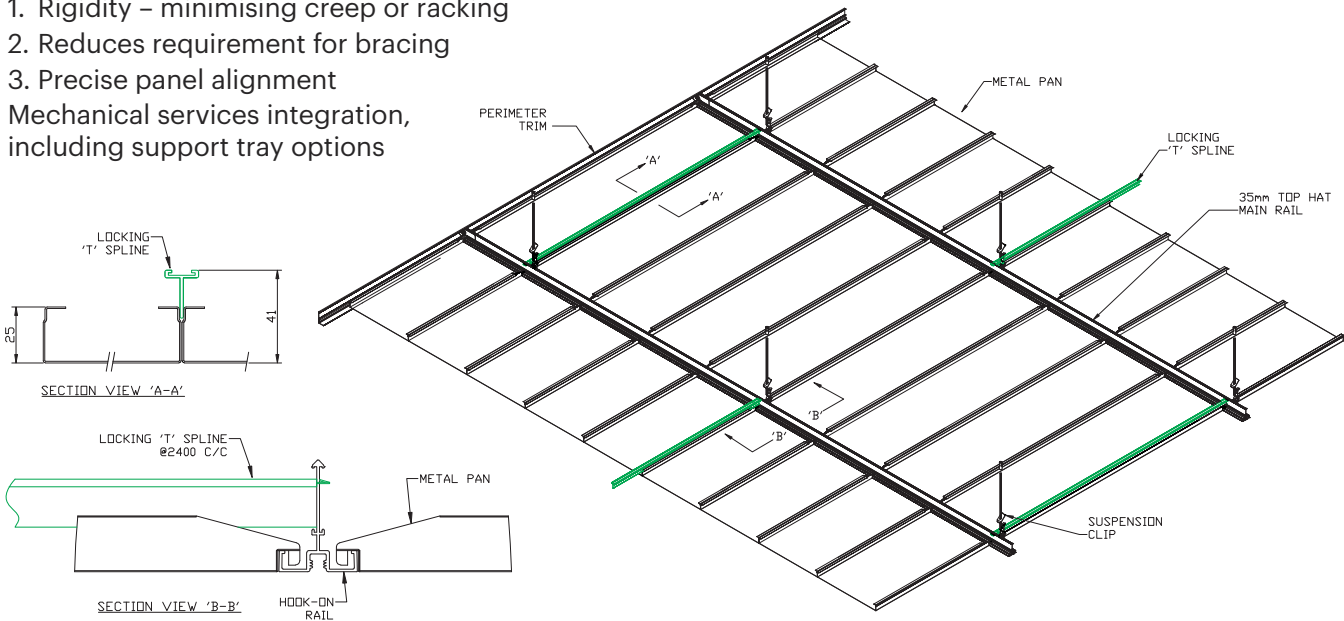 1. Rigidity – minimising creep or racking
2. Reduces requirement for bracing
3. Precise panel alignment
Mechanical services integration,
including support tray options
PERIMETER
TRIM
METAL PAN
LOCKING
'T' SPLINE
35mm TOP HAT
MAIN RAIL
'A'
'A'
'B'
'B'
SUSPENSION
CLIP
LOCKING
'T' SPLINE
25
41
SECTION VIEW 'A-A'
LOCKING 'T' SPLINE
@2400 C/C
METAL PAN
HOOK-ON
RAIL
SECTION VIEW 'B-B'